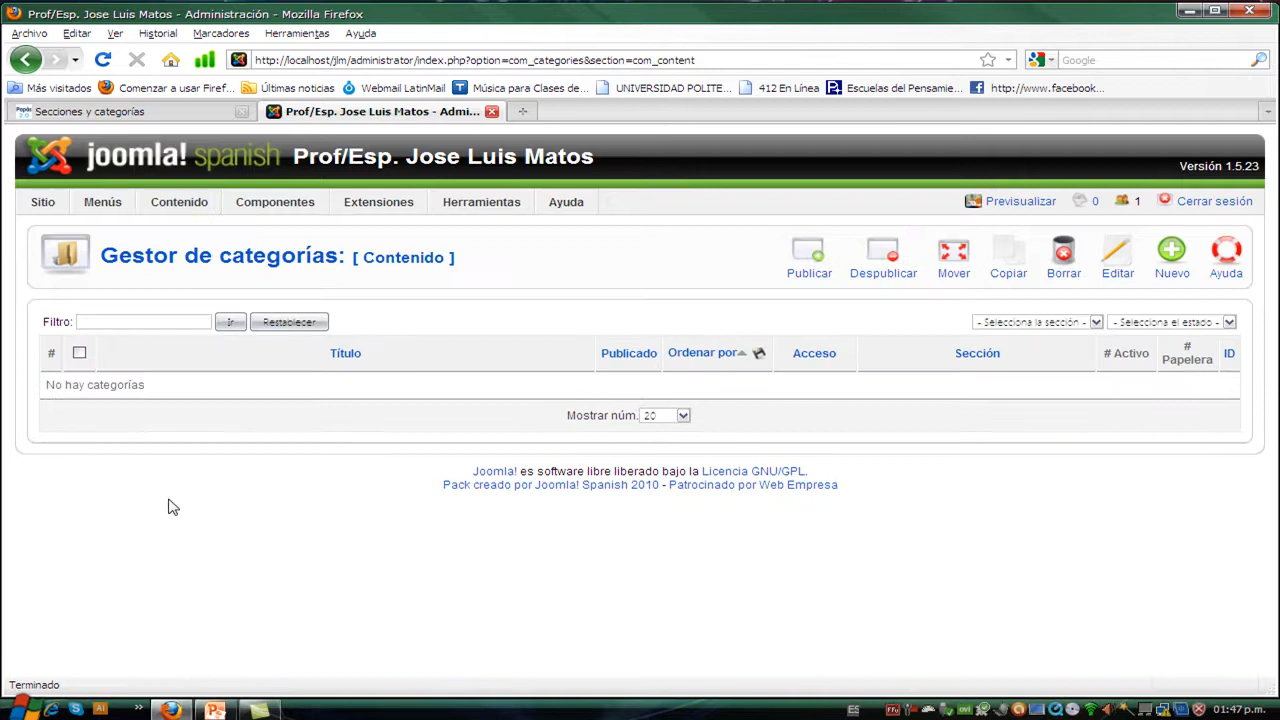 Prof/Esp. Jose Luis Matos - Administración - Mozilla Firefox
Archivo Editar Ver Historial Marcadores Herramientas Ayuda
http://localhost/jlm/administrator/index.php?option=com_categories&section=com_content
Google
Más visitados Comenzar a usar Firef... Últimas noticias Webmail LatinMail Música para Clases de... UNIVERSIDAD POLITE... 412 En Línea Escuelas del Pensamie... http://www.facebook...
Secciones y categorías Prof/Esp. Jose Luis Matos - Admi...
joomla! spanish Prof/Esp. Jose Luis Matos
Versión 1.5.23
Sitio Menús Contenido Componentes Extensiones Herramientas Ayuda Previsualizar 0 1 Cerrar sesión
Gestor de categorías: [ Contenido ]
Publicar Despublicar Mover Copiar Borrar Editar Nuevo Ayuda
Filtro: Ir Restablecer - Selecciona la sección - - Selecciona el estado -
# Título Publicado Ordenar por Acceso Sección # Activo # Papelera ID
No hay categorías
Mostrar núm. 20
Joomla! es software libre liberado bajo la Licencia GNU/GPL.
Pack creado por Joomla! Spanish 2010 - Patrocinado por Web Empresa
Terminado
ES 01:47 p.m.